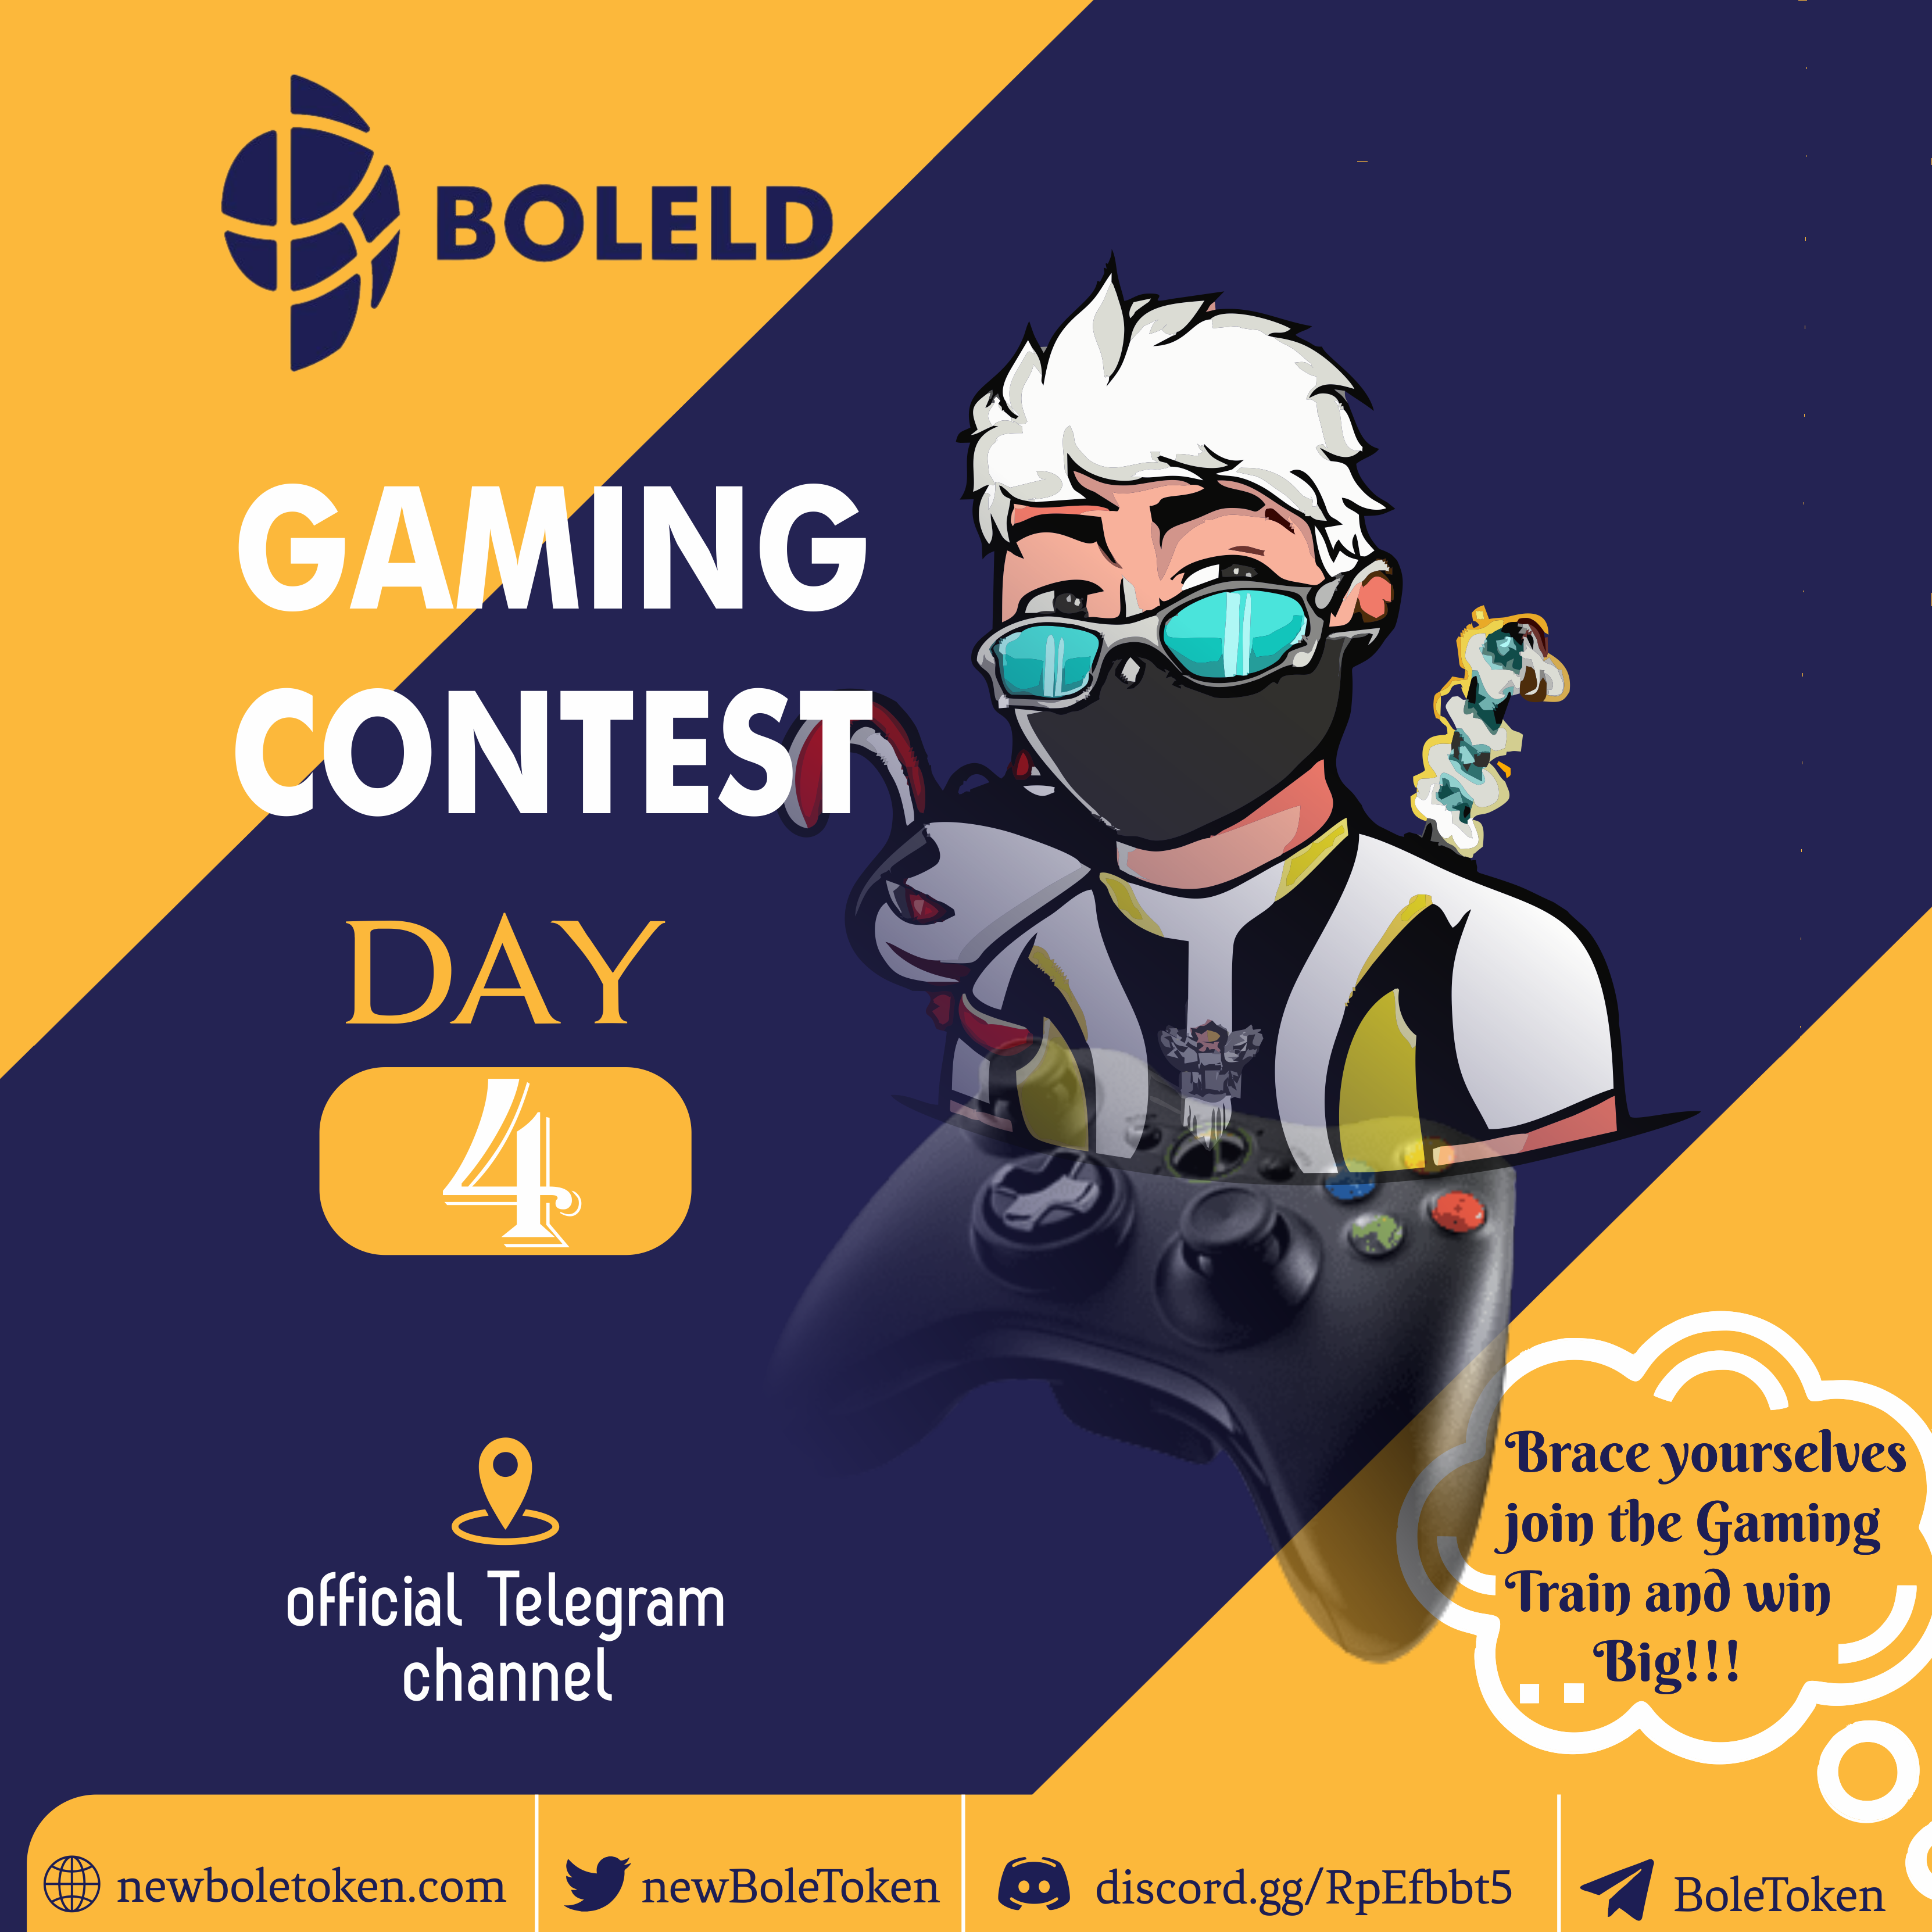 BOLELD
GAMING
CONTEST
DAY
4
official Telegram
channel
Brace yourselves
join the Gaming
Train and win
Big!!!
newboletoken.com
newBoleToken
discord.gg/RpEfbbt5
BoleToken